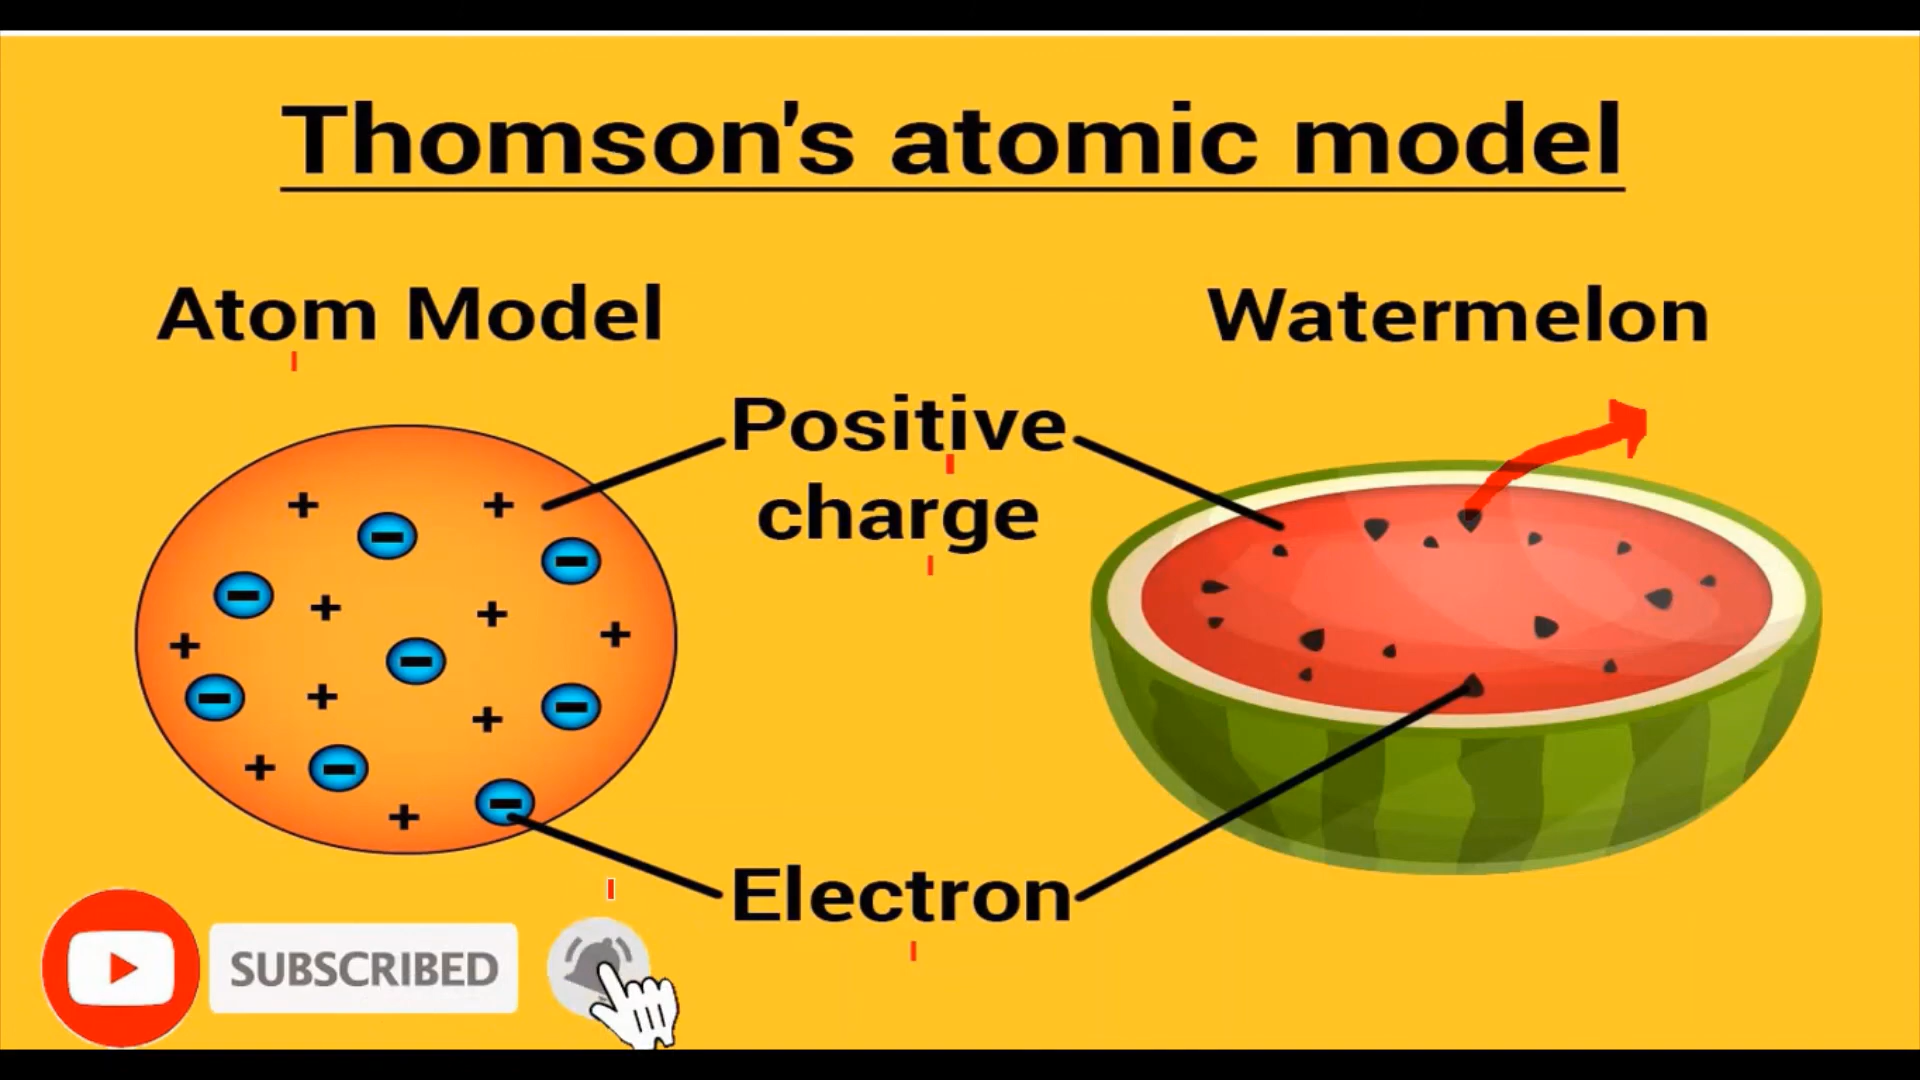 Thomson's atomic model
Atom Model
Watermelon
Positive
charge
Electron
SUBSCRIBED